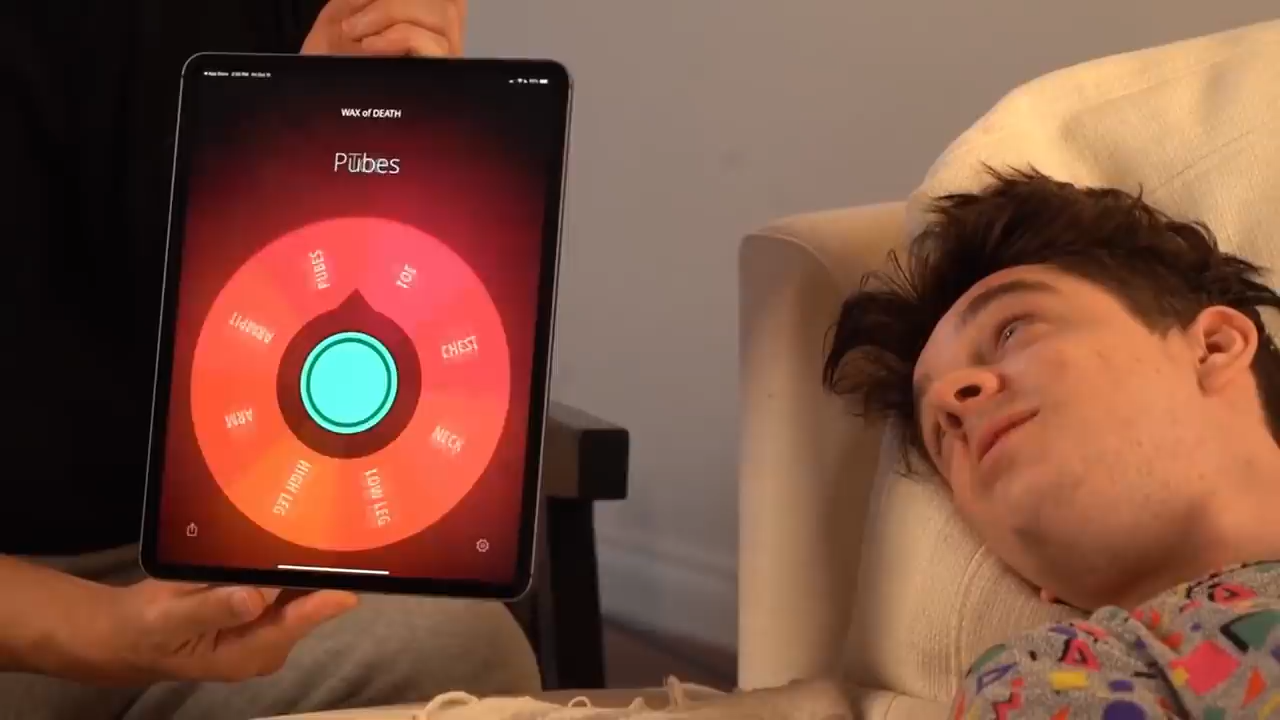 WAX of DEATH
Pubes
PUBES
TOE
CHEST
NECK
LOW LEG
HIGH LEG
ARM
ARMPIT